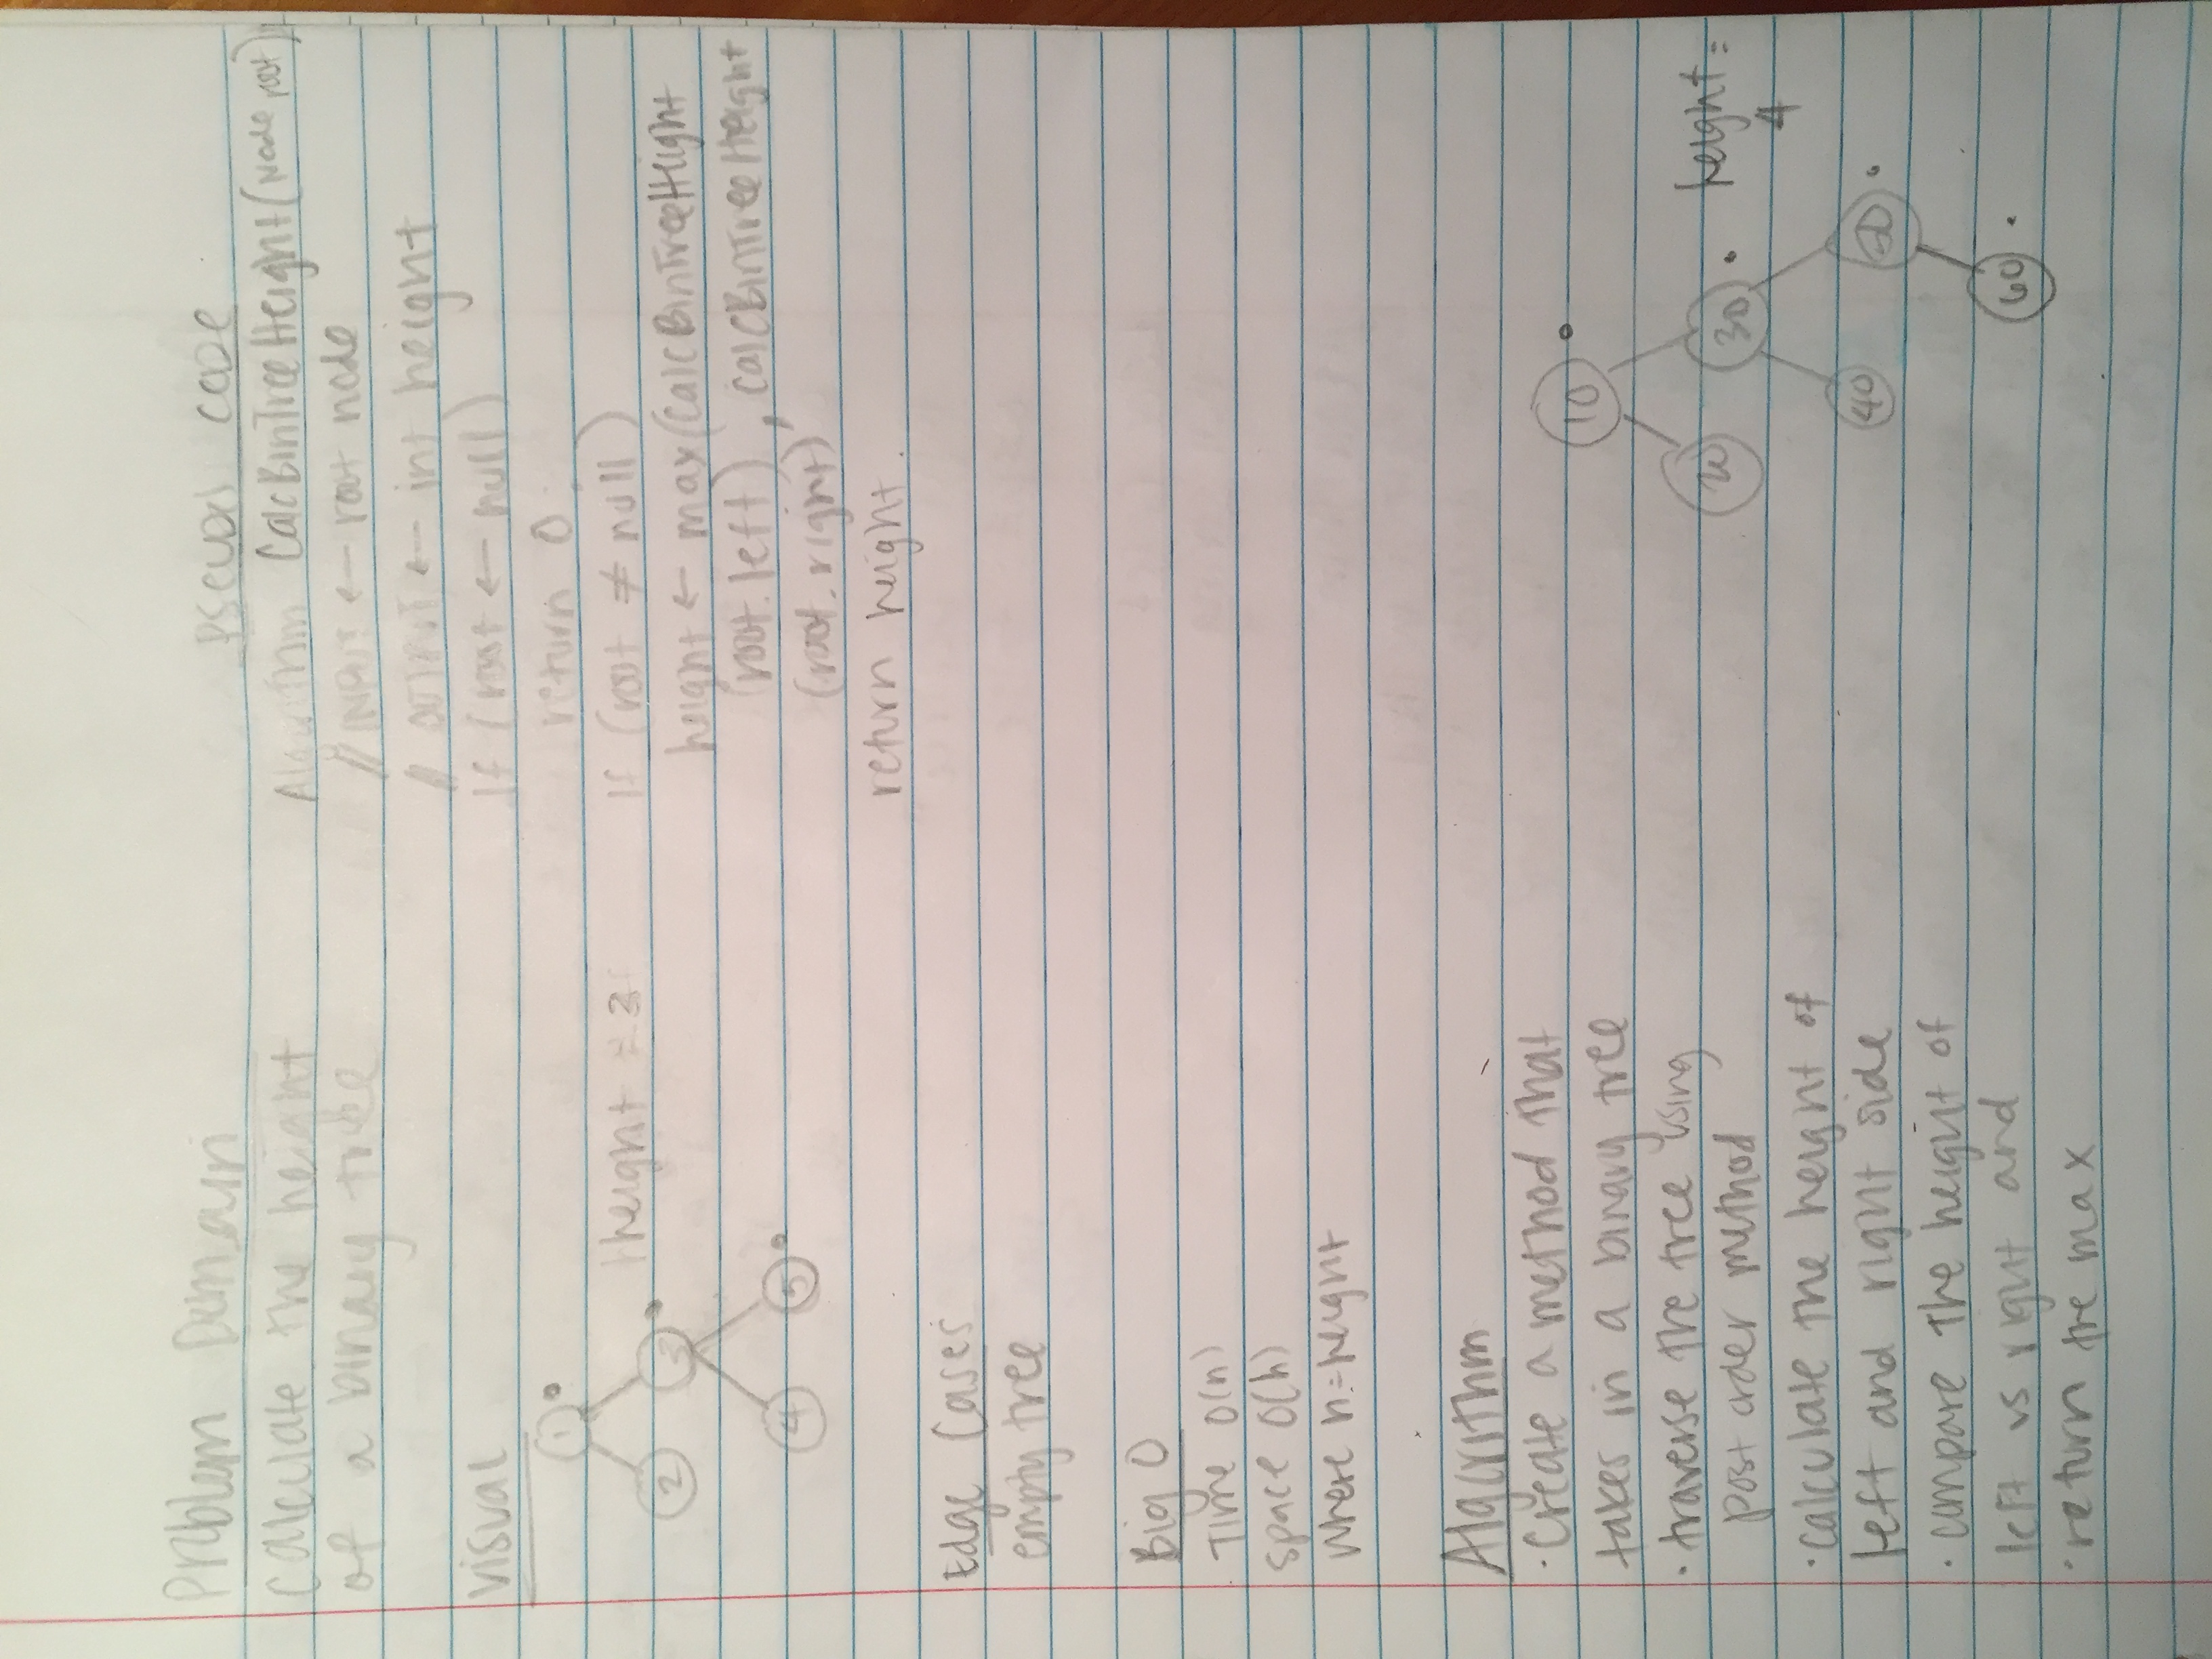 Problem Domain
Calculate the height
of a binary tree
Visual
1
2 3
4 5
height = 3
Edge Cases
empty tree
Big O
Time O(n)
space O(h)
Where h = height
Algorithm
· Create a method that
takes in a binary tree
· traverse the tree using
post order method
· calculate the height of
left and right side
· compare the height of
left vs right and
· return the max
Pseudo code
Algorithm CalcBinTreeHeight(Node root)
// INPUT ← root node
// OUTPUT ← int height
If (root ← null)
return 0;
If (root ≠ null)
height ← max(CalcBinTreeHeight
(root.left), CalcBinTreeHeight
(root.right)
return height.
10
20 30
40 50
60
height =
4